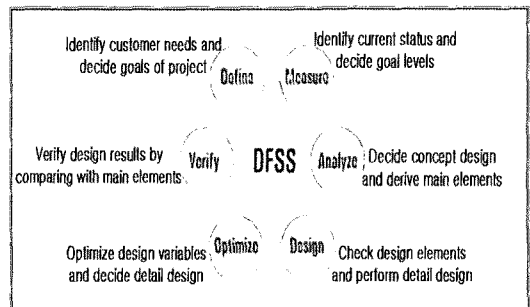 Identify customer needs and
decide goals of project
Define
Measure
Identify current status and
decide goal levels
Verify design results by
comparing with main elements
Verify
DFSS
Analyze
Decide concept design
and derive main elements
Optimize design variables
and decide detail design
Optimize
Design
Check design elements
and perform detail design